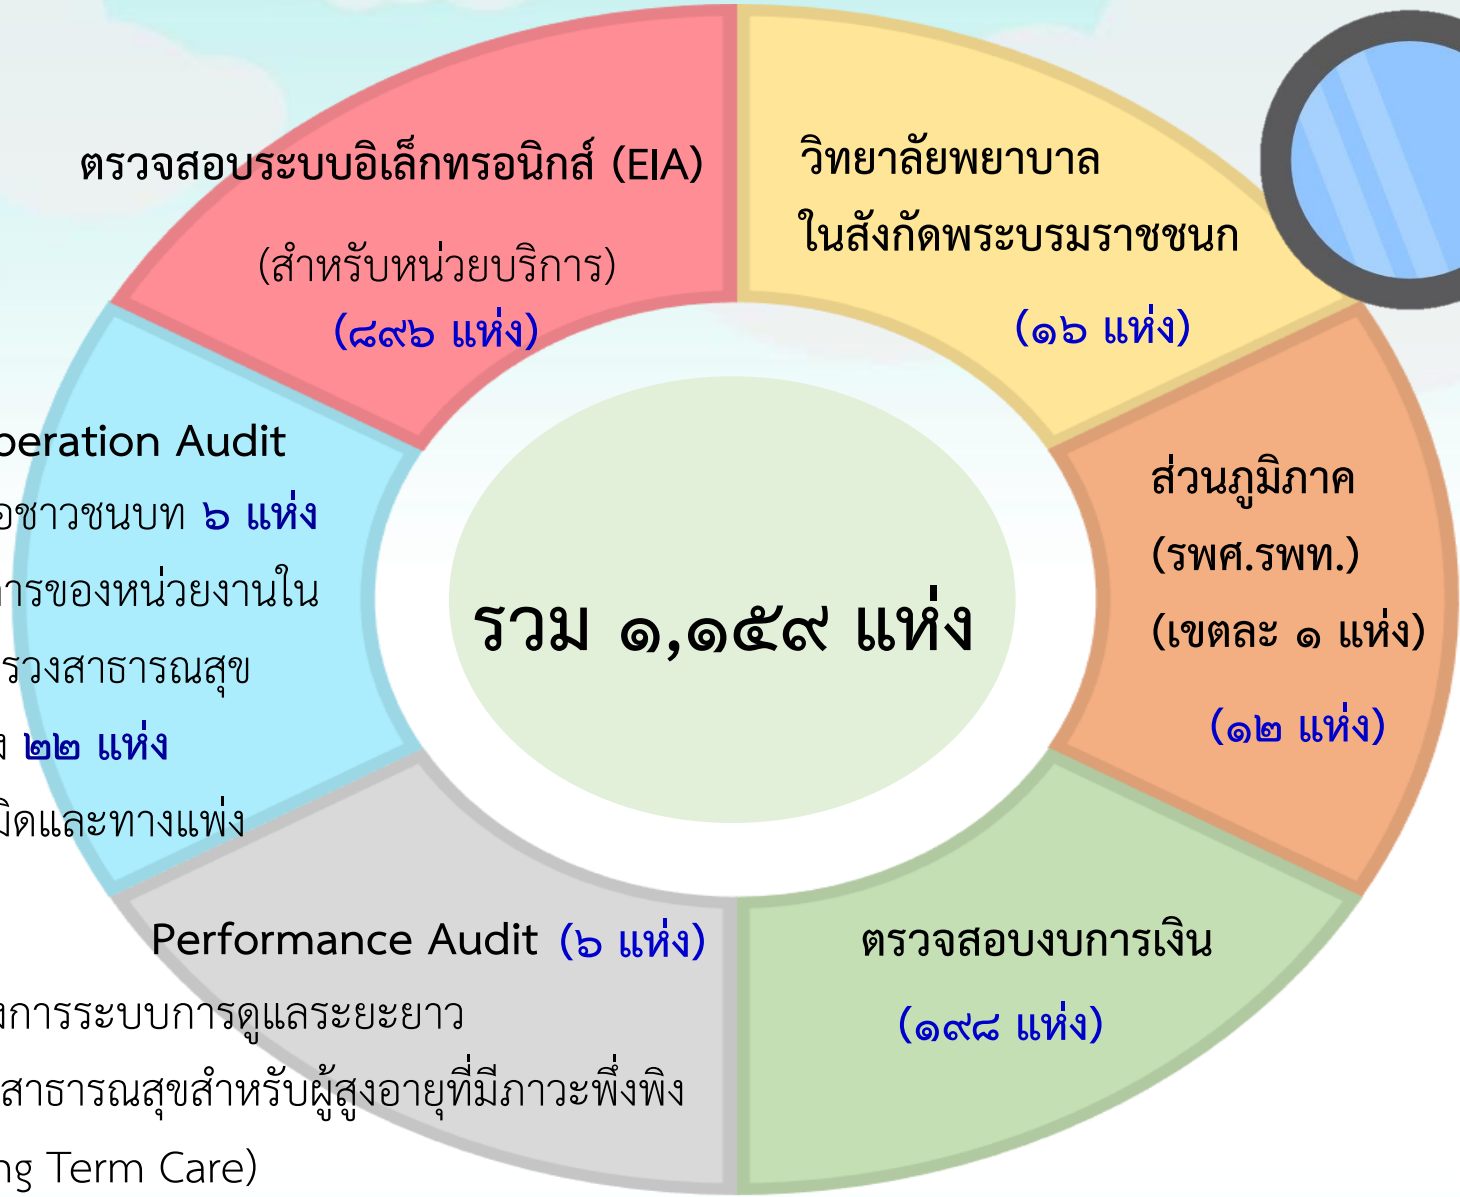 ตรวจสอบระบบอิเล็กทรอนิกส์ (EIA)
(สำหรับหน่วยบริการ)
(๘๙๖ แห่ง)
วิทยาลัยพยาบาล
ในสังกัดพระบรมราชชนก
(๑๖ แห่ง)
ส่วนภูมิภาค
(รพศ.รพท.)
(เขตละ ๑ แห่ง)
(๑๒ แห่ง)
peration Audit
อชาวชนบท ๖ แห่ง
ารของหน่วยงานใน
รวงสาธารณสุข
๒๒ แห่ง
มิดและทางแพ่ง
รวม ๑,๑๕๙ แห่ง
Performance Audit (๖ แห่ง)
งการระบบการดูแลระยะยาว
สาธารณสุขสำหรับผู้สูงอายุที่มีภาวะพึ่งพิง
ng Term Care)
ตรวจสอบงบการเงิน
(๑๙๘ แห่ง)